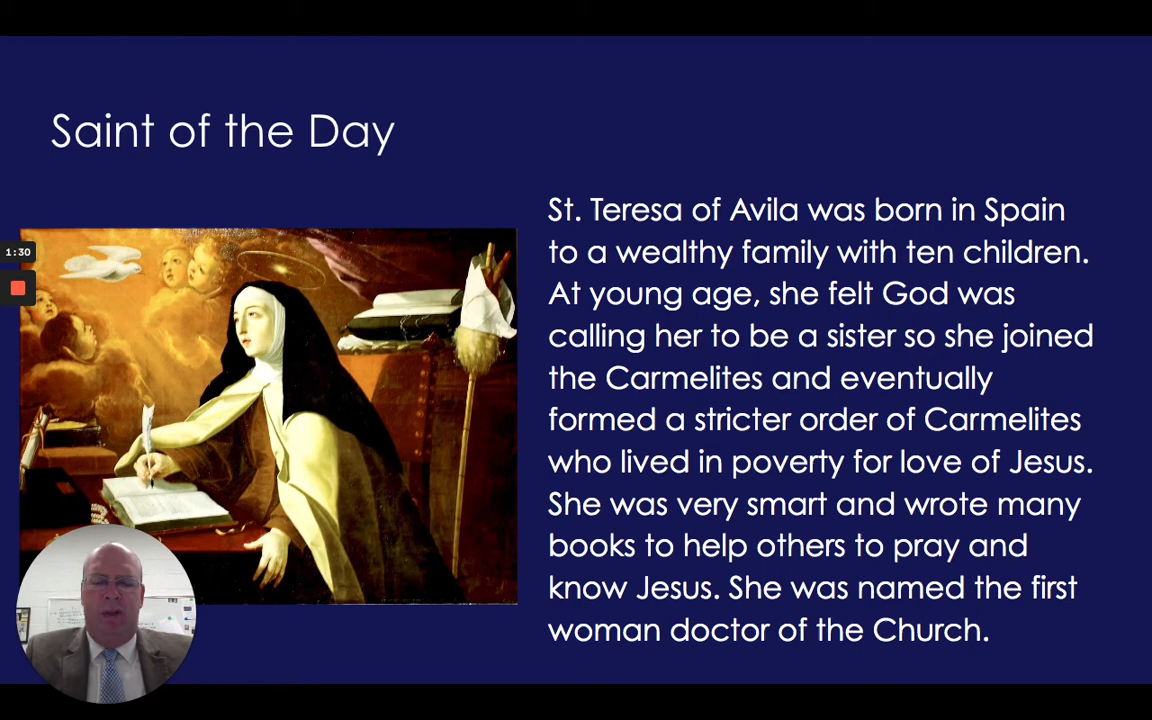 Saint of the Day
St. Teresa of Avila was born in Spain
to a wealthy family with ten children.
At young age, she felt God was
calling her to be a sister so she joined
the Carmelites and eventually
formed a stricter order of Carmelites
who lived in poverty for love of Jesus.
She was very smart and wrote many
books to help others to pray and
know Jesus. She was named the first
woman doctor of the Church.
1:30